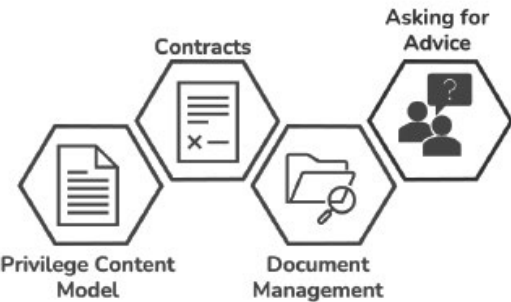 Asking for
Advice
Contracts
?
Privilege Content
Model
Document
Management